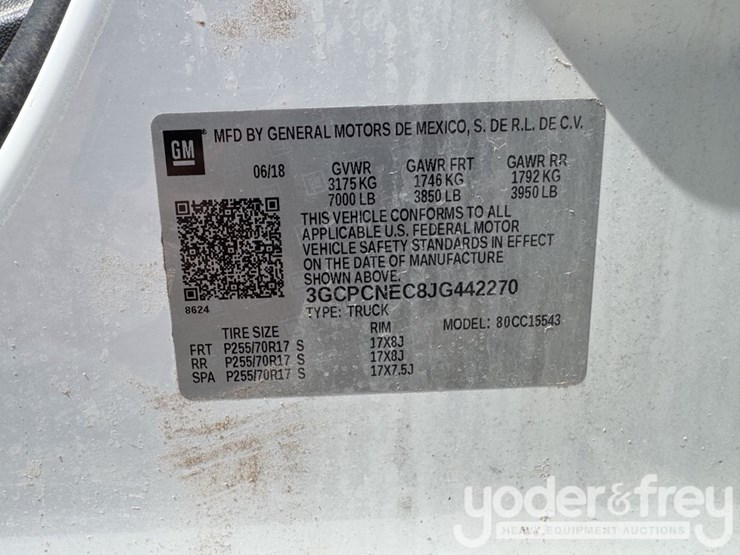 GM ® MFD BY GENERAL MOTORS DE MEXICO, S. DE R.L. DE C.V.
06/18 GVWR GAWR FRT GAWR RR
3175 KG 1746 KG 1792 KG
7000 LB 3850 LB 3950 LB
THIS VEHICLE CONFORMS TO ALL
APPLICABLE U.S. FEDERAL MOTOR
VEHICLE SAFETY STANDARDS IN EFFECT
ON THE DATE OF MANUFACTURE
SHOWN ABOVE.
3GCPCNEC8JG442270
8624 TYPE: TRUCK
TIRE SIZE RIM MODEL: 80CC15543
FRT P255/70R17 S 17X8J
RR P255/70R17 S 17X8J
SPA P255/70R17 S 17X7.5J
yoder&frey
HEAVY EQUIPMENT AUCTIONS